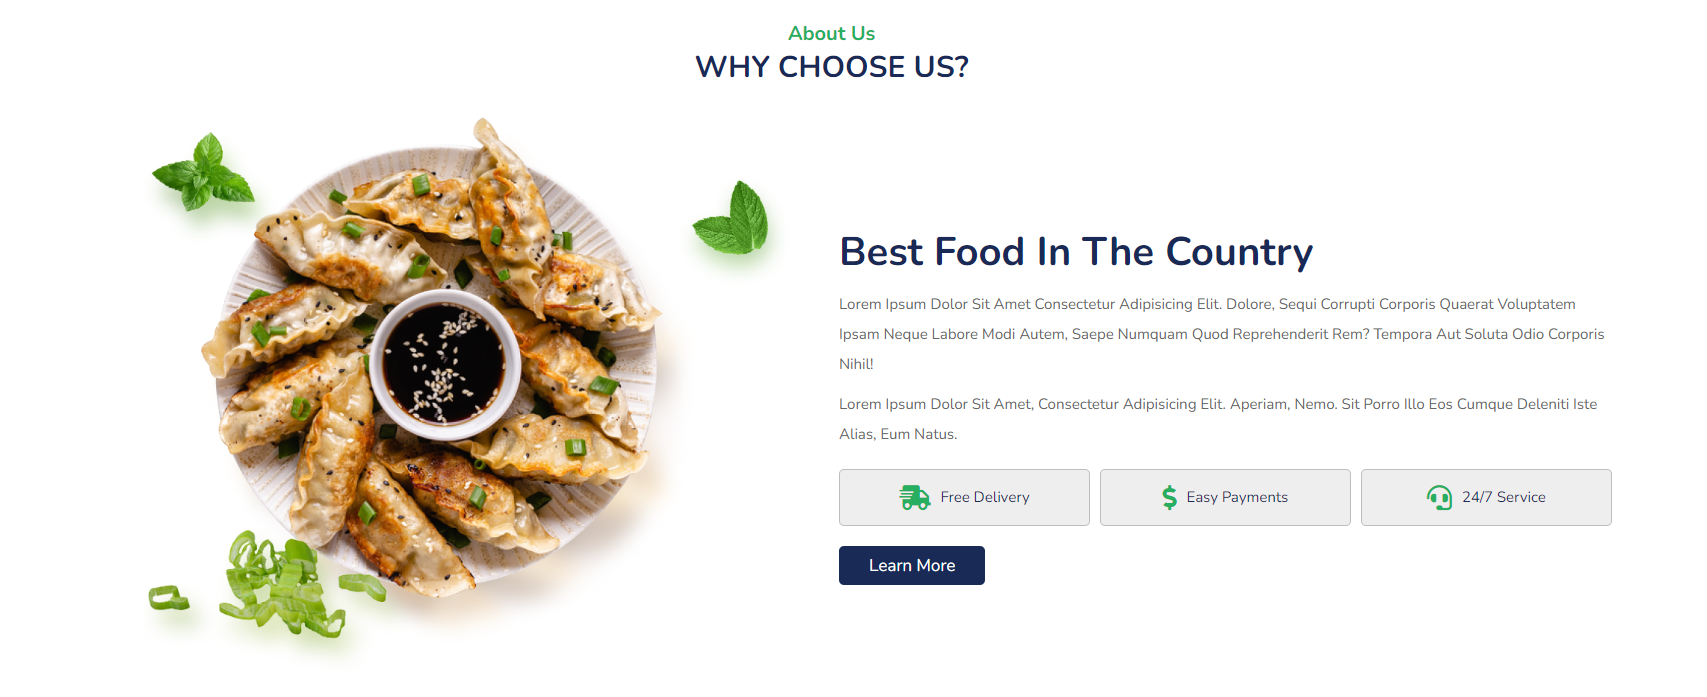 About Us
WHY CHOOSE US?
Best Food In The Country
Lorem Ipsum Dolor Sit Amet Consectetur Adipisicing Elit. Dolore, Sequi Corrupti Corporis Quaerat Voluptatem
Ipsam Neque Labore Modi Autem, Saepe Numquam Quod Reprehenderit Rem? Tempora Aut Soluta Odio Corporis
Nihil!
Lorem Ipsum Dolor Sit Amet, Consectetur Adipisicing Elit. Aperiam, Nemo. Sit Porro Illo Eos Cumque Deleniti Iste
Alias, Eum Natus.
Free Delivery
Easy Payments
24/7 Service
Learn More